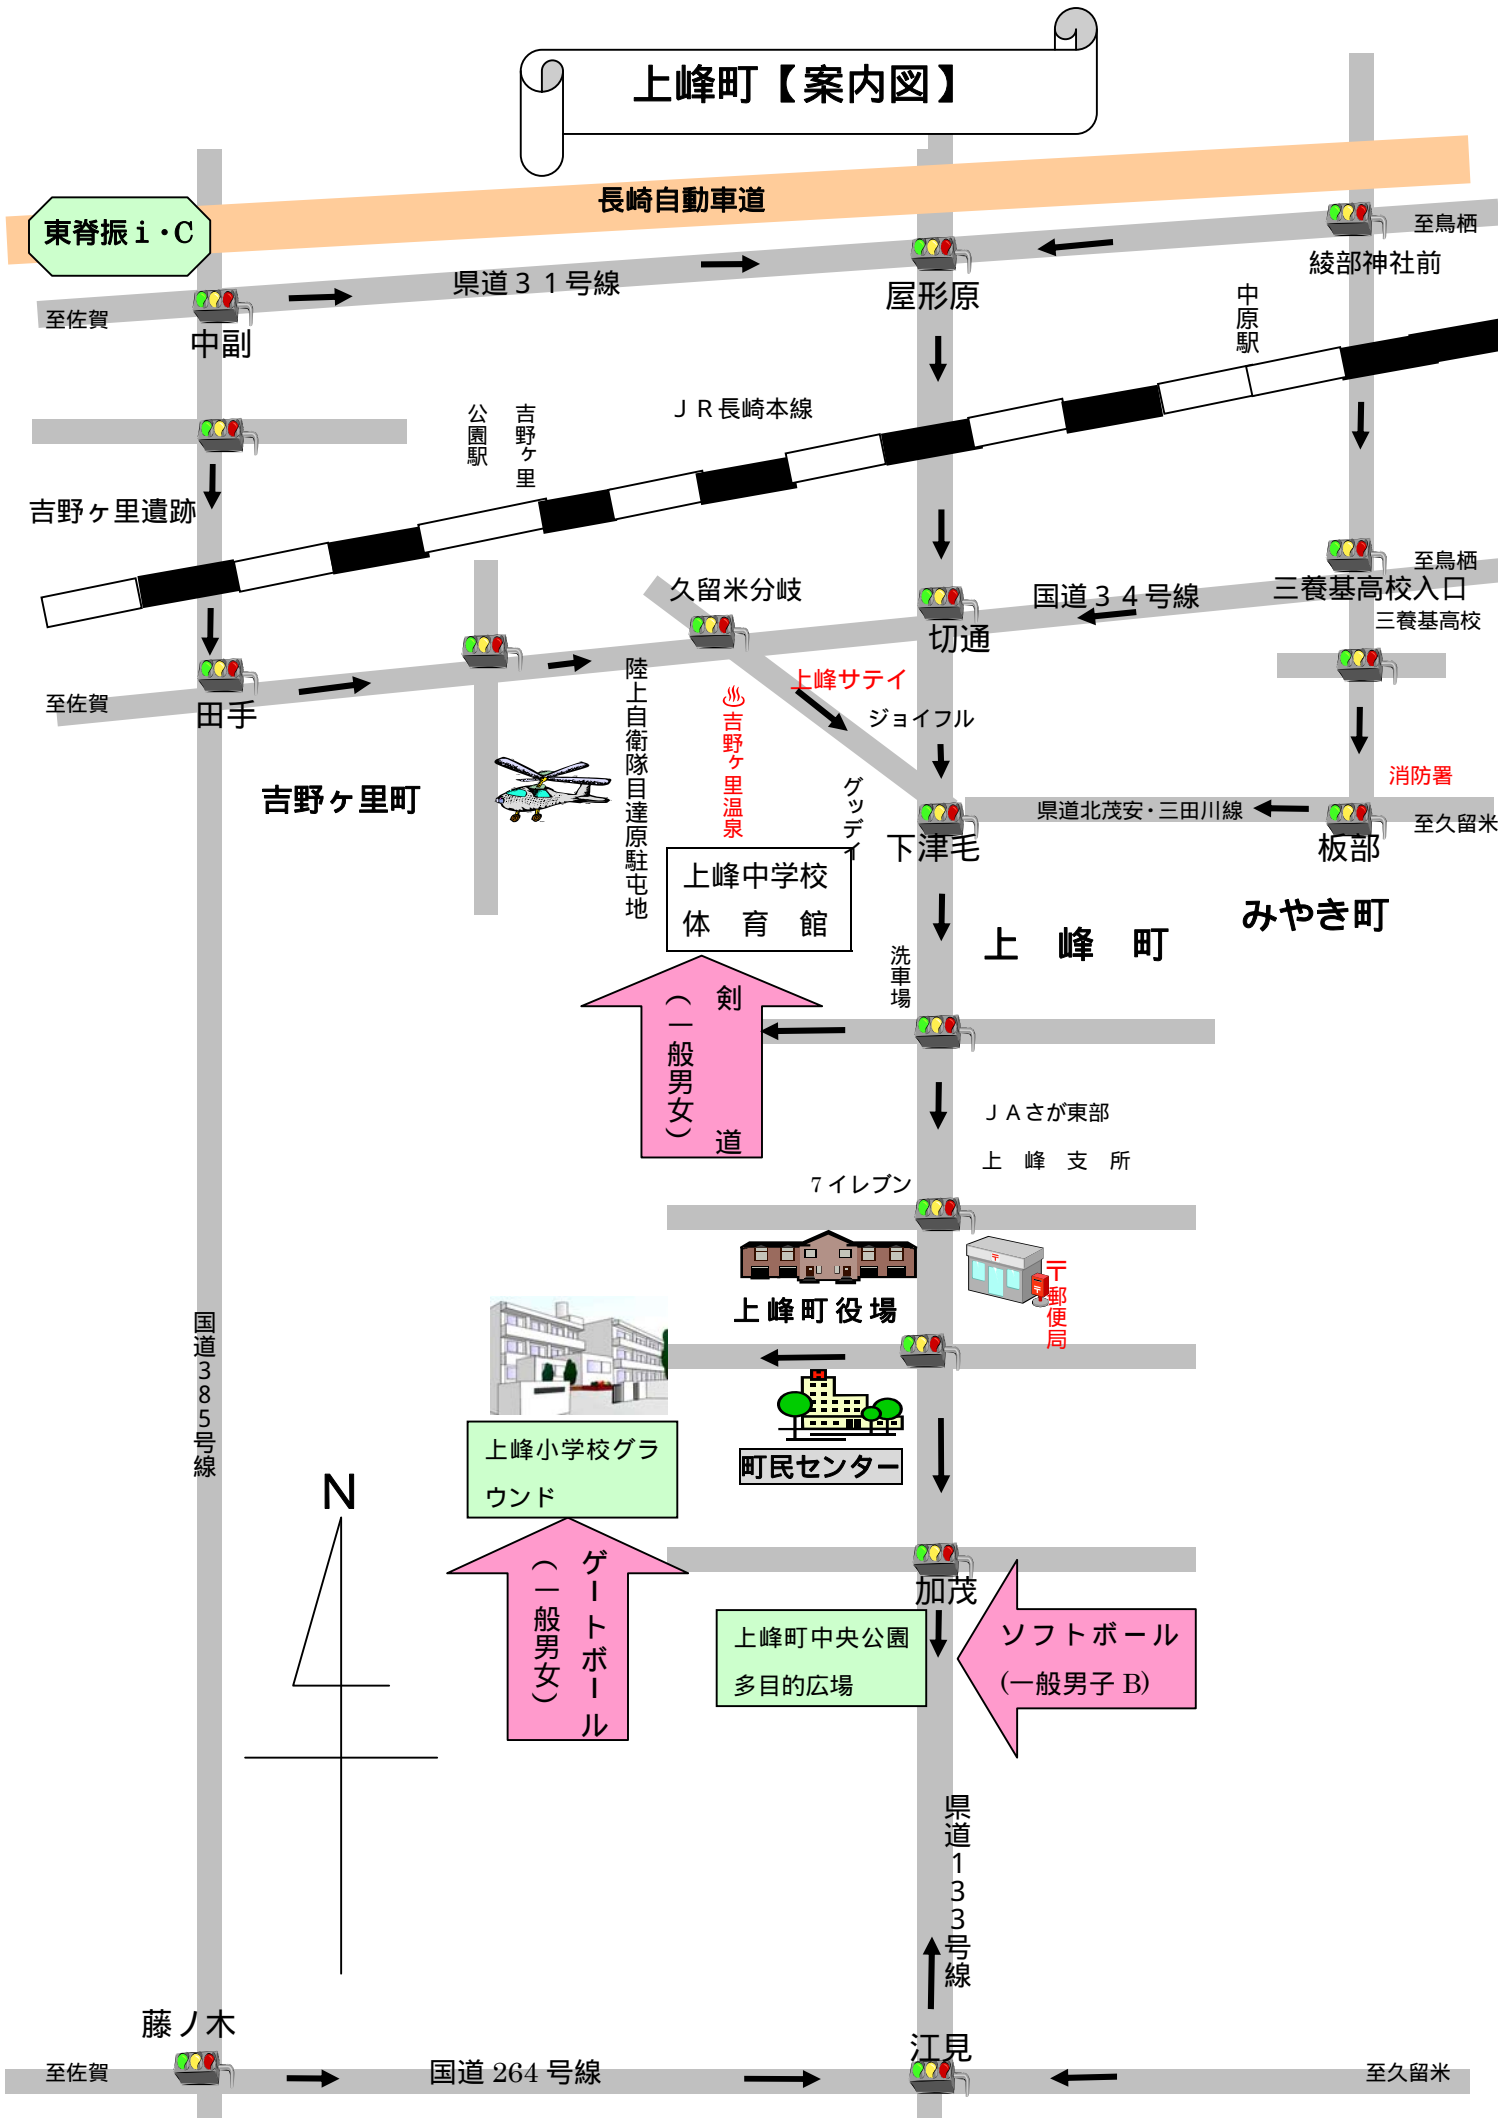 上峰町【案内図】
長崎自動車道
東脊振ｉ・C
至鳥栖
綾部神社前
県道３１号線
屋形原
至佐賀
中副
中原駅
ＪＲ長崎本線
吉野ヶ里
公園駅
吉野ヶ里遺跡
至鳥栖
久留米分岐
国道３４号線
三養基高校入口
三養基高校
切通
至佐賀
田手
陸上自衛隊目達原駐屯地
♨吉野ヶ里温泉
上峰サティ
ジョイフル
グッディ
消防署
吉野ヶ里町
県道北茂安・三田川線
至久留米
下津毛
板部
上峰中学校
体　育　館
みやき町
上　峰　町
洗車場
剣　道
（一般男女）
ＪＡさが東部
上　峰　支　所
7 イレブン
〒郵便局
上峰町役場
国道385号線
上峰小学校グラ
ウンド
町民センター
N
ゲートボール
（一般男女）
加茂
上峰町中央公園
多目的広場
ソフトボール
(一般男子 B)
県道133号線
藤ノ木
江見
至佐賀
国道 264 号線
至久留米